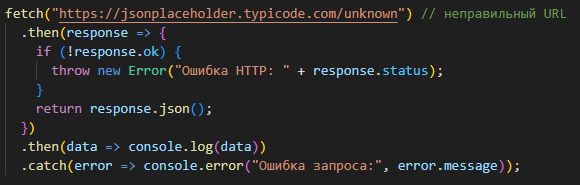 fetch("https://jsonplaceholder.typicode.com/unknown") // неправильный URL
  .then(response => {
    if (!response.ok) {
      throw new Error("Ошибка HTTP: " + response.status);
    }
    return response.json();
  })
  .then(data => console.log(data))
  .catch(error => console.error("Ошибка запроса:", error.message));